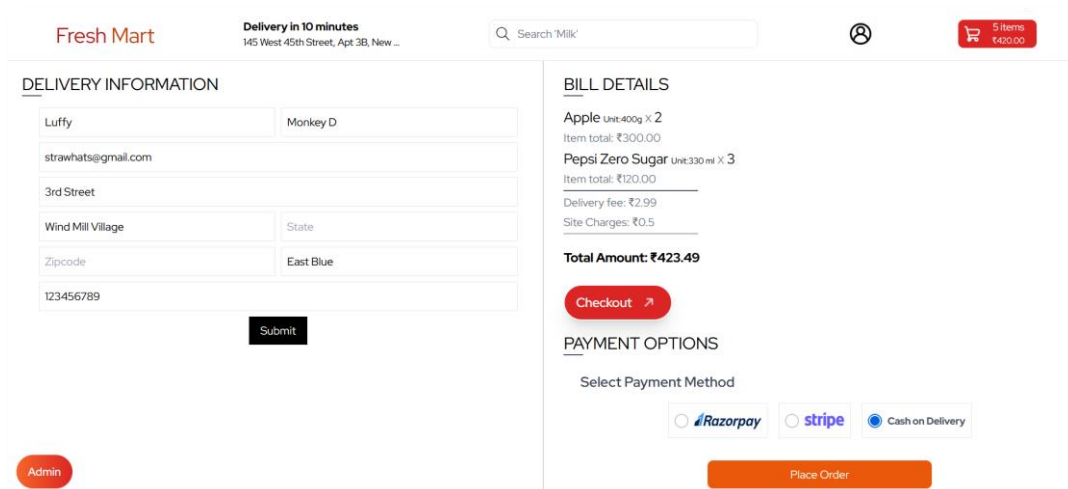 Fresh Mart
Delivery in 10 minutes
145 West 45th Street, Apt 3B, New ...
Search 'Milk'
5 items
₹420.00
DELIVERY INFORMATION
Luffy
Monkey D
strawhats@gmail.com
3rd Street
Wind Mill Village
State
Zipcode
East Blue
123456789
Submit
Admin
BILL DETAILS
Apple Unit:400g X 2
Item total: ₹300.00
Pepsi Zero Sugar Unit:330 ml X 3
Item total: ₹120.00
Delivery fee: ₹2.99
Site Charges: ₹0.5
Total Amount: ₹423.49
Checkout
PAYMENT OPTIONS
Select Payment Method
Razorpay
stripe
Cash on Delivery
Place Order